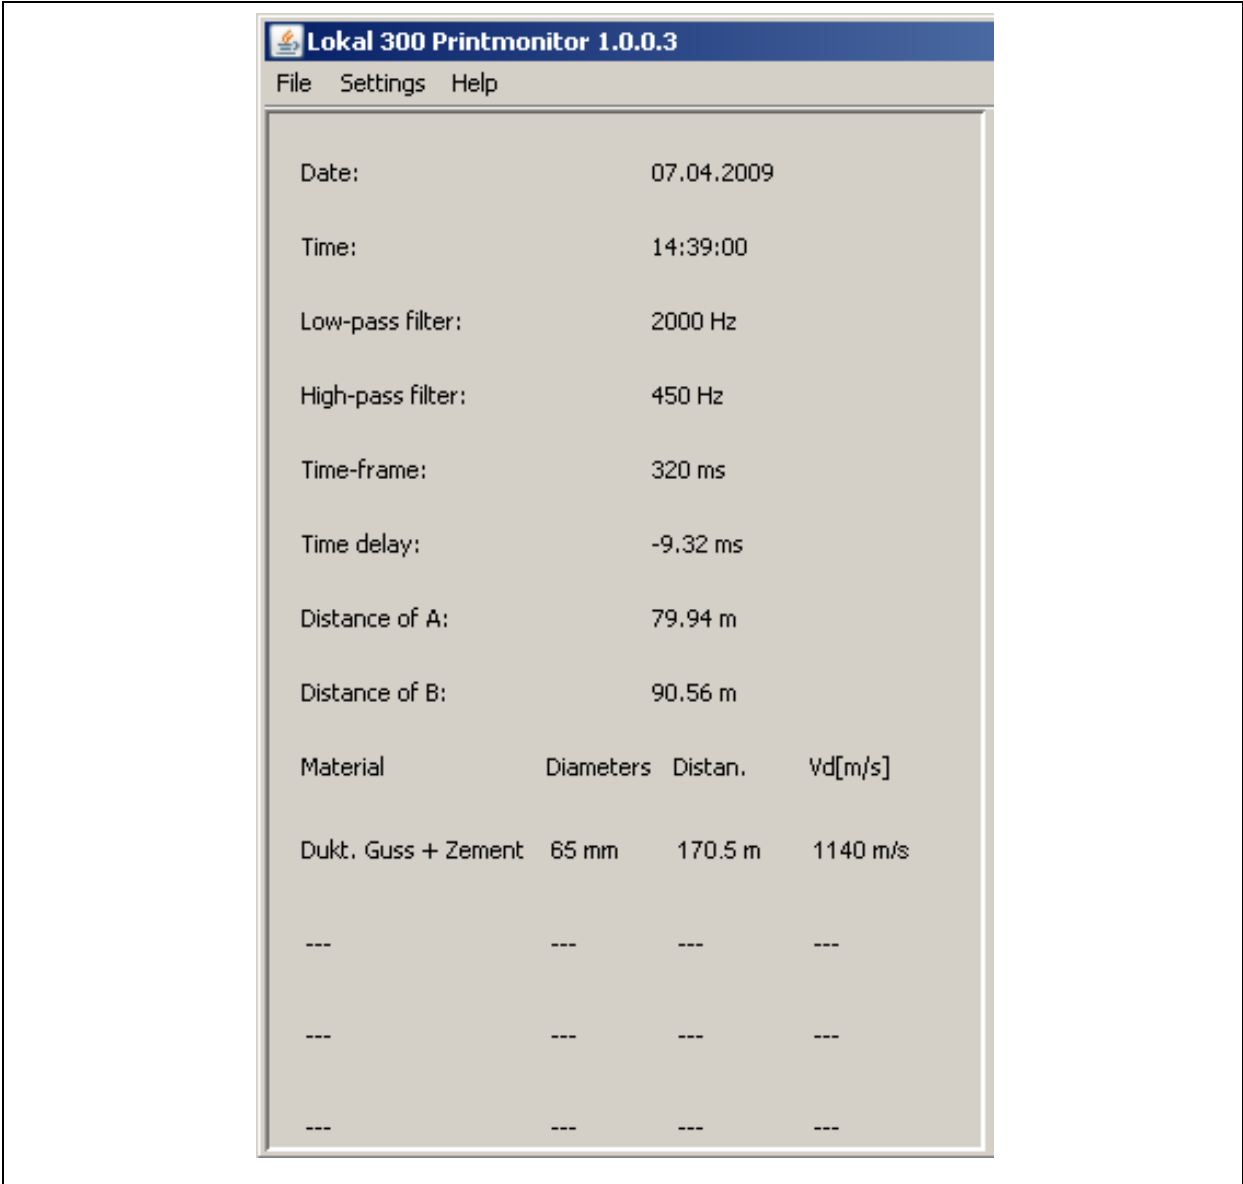 Lokal 300 Printmonitor 1.0.0.3
File Settings Help
Date: 07.04.2009
Time: 14:39:00
Low-pass filter: 2000 Hz
High-pass filter: 450 Hz
Time-frame: 320 ms
Time delay: -9.32 ms
Distance of A: 79.94 m
Distance of B: 90.56 m
Material Diameters Distan. Vd[m/s]
Dukt. Guss + Zement 65 mm 170.5 m 1140 m/s
--- --- --- ---
--- --- --- ---
--- --- --- ---